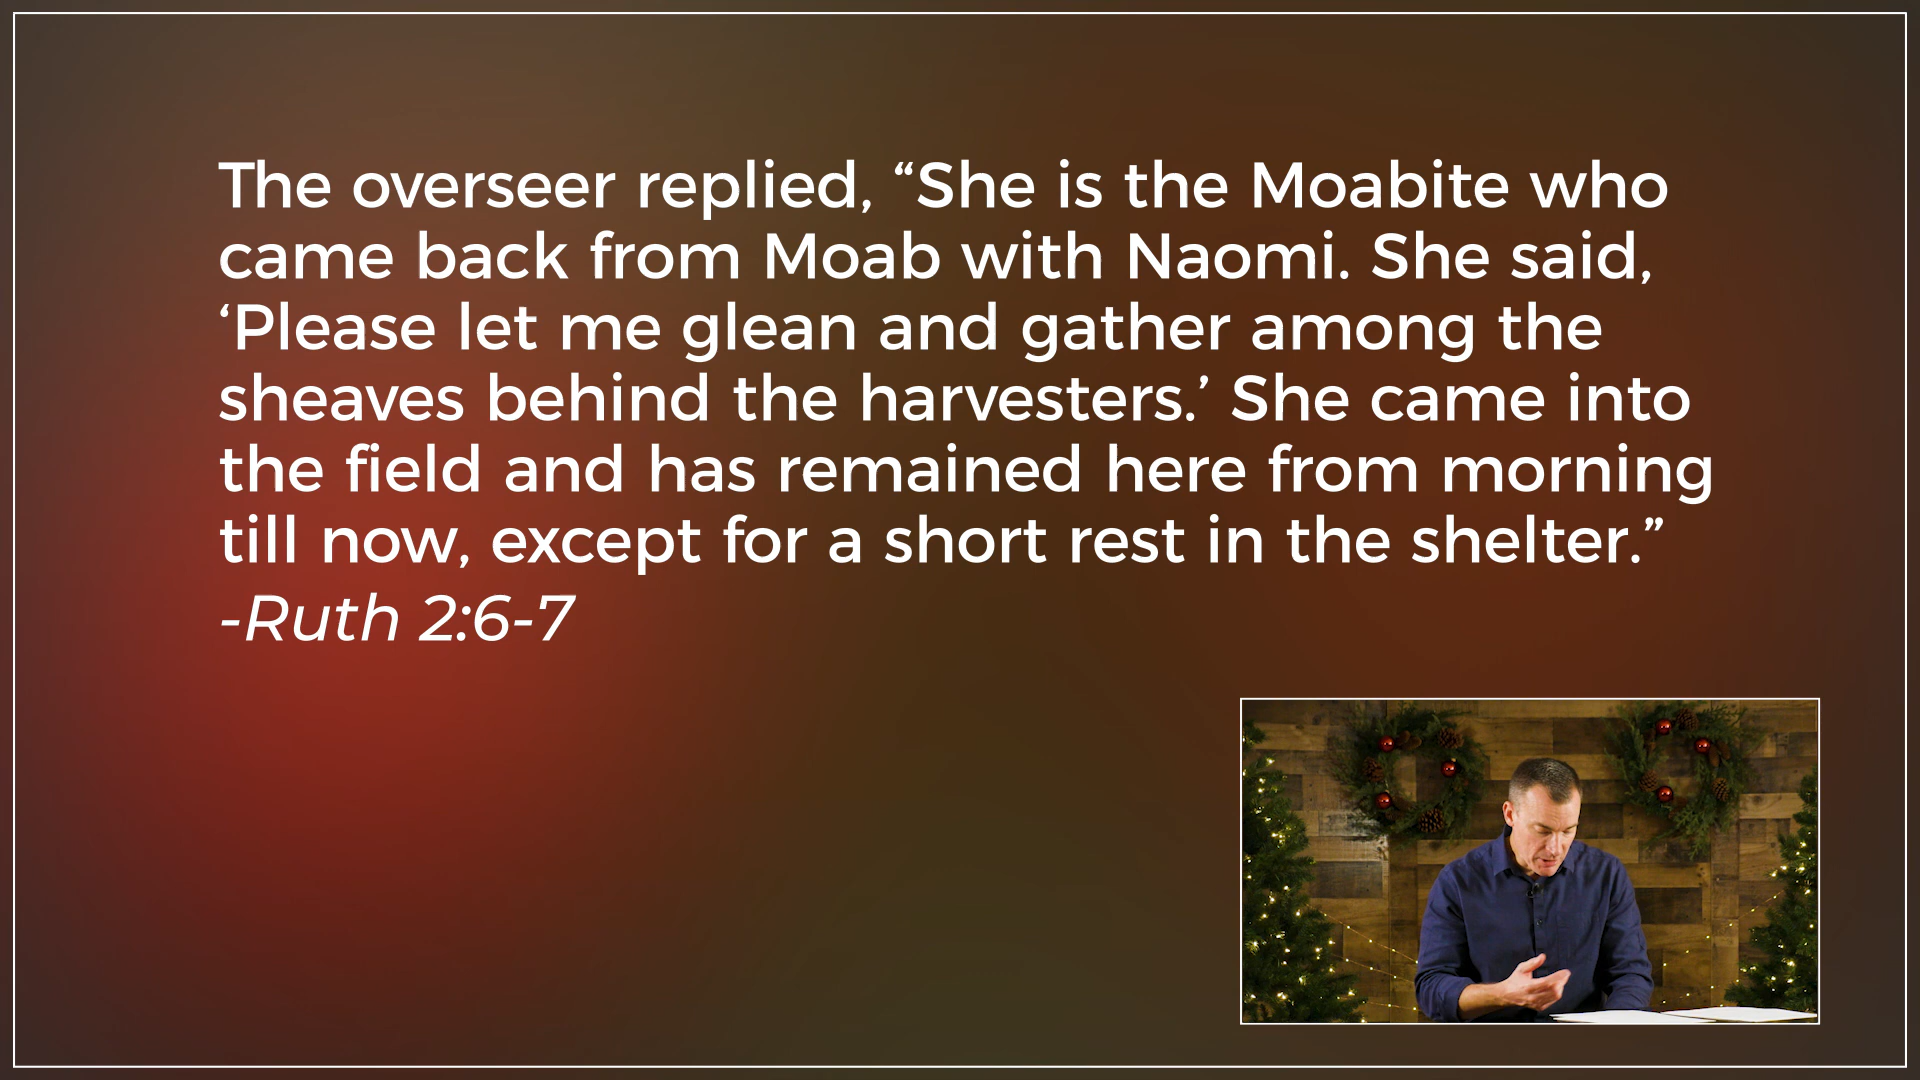 The overseer replied, “She is the Moabite who
came back from Moab with Naomi. She said,
‘Please let me glean and gather among the
sheaves behind the harvesters.’ She came into
the field and has remained here from morning
till now, except for a short rest in the shelter.”
-Ruth 2:6-7